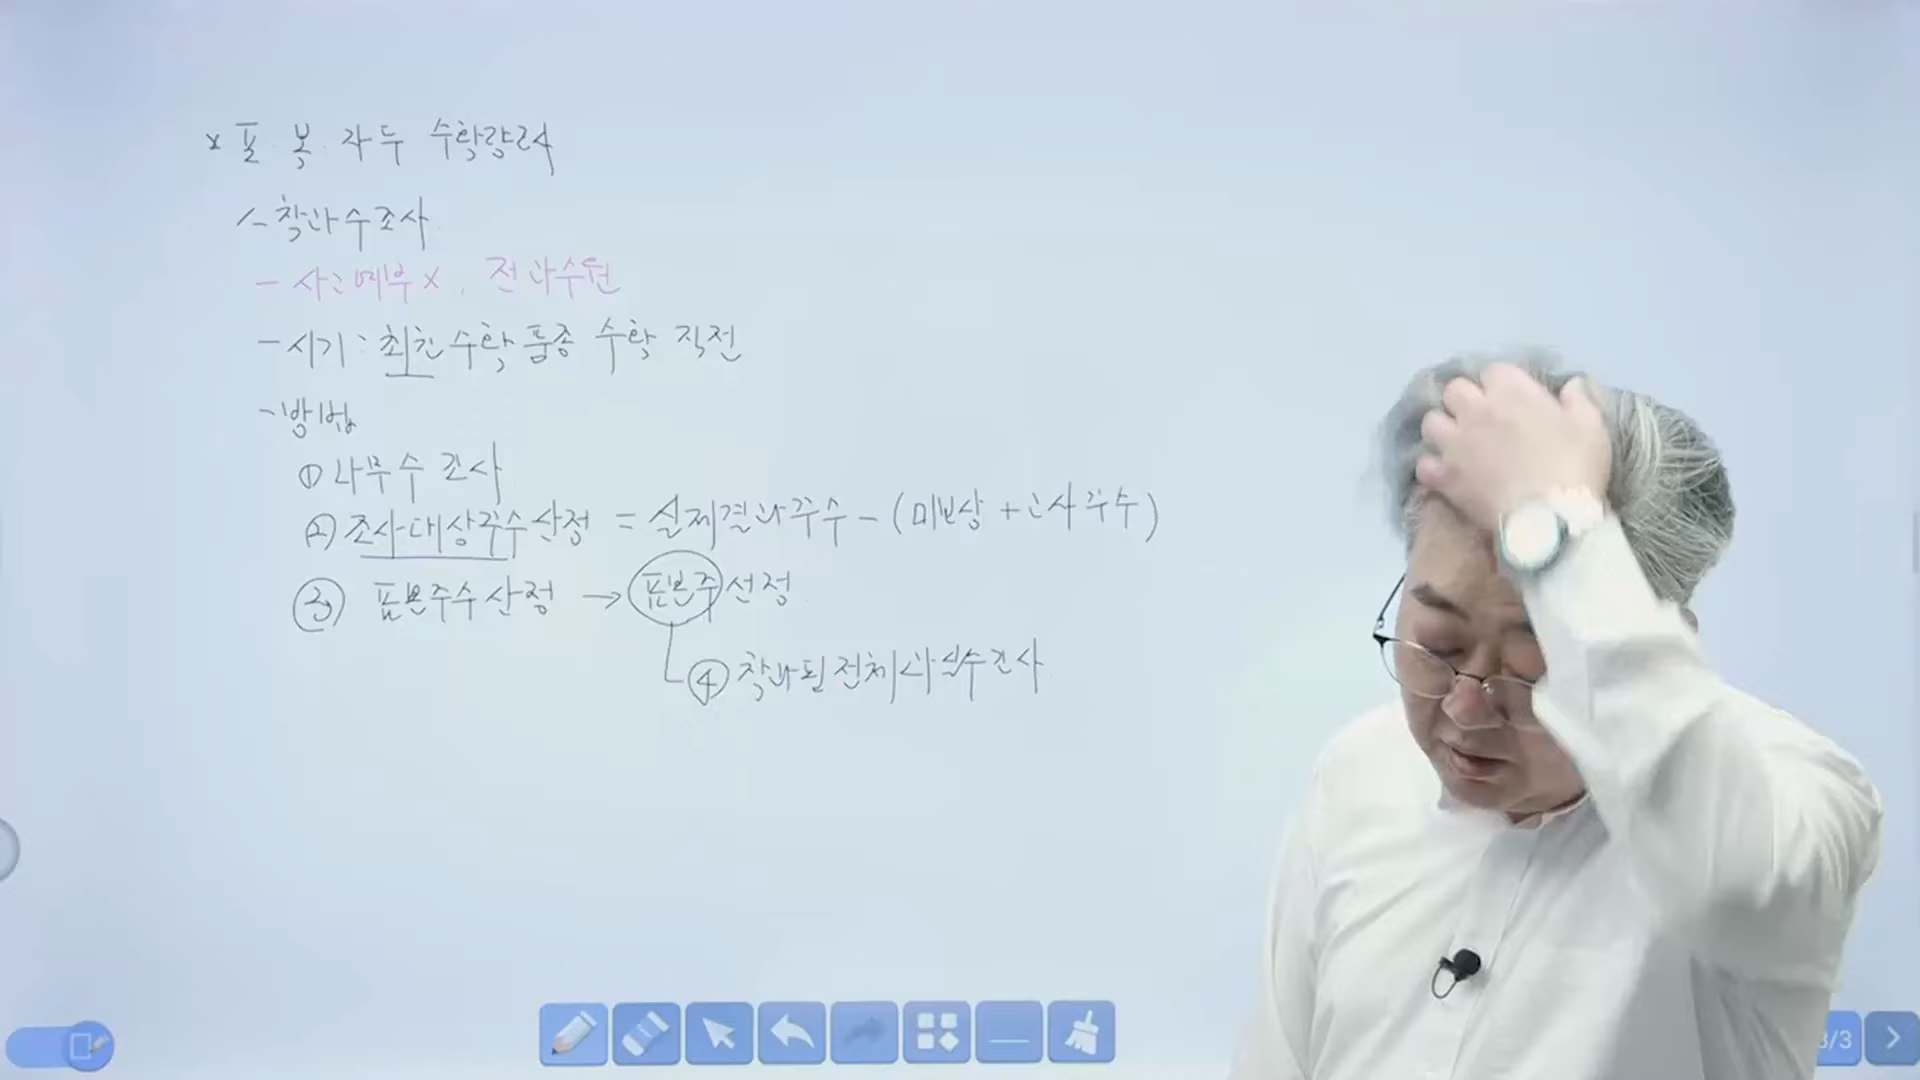 * 포·복·자두 수확량조사
1- 착과수조사
- 사고여부 x, 전과수원
- 시기 : 최초 수확 품종 수확 직전
- 방법
① 나무수 조사
② 조사대상주수 산정 = 실제결과주수 - (미보상 + 고사주수)
③ 표본주수 산정 → 표본주 선정
④ 착과된 전체 과실수 조사
3/3